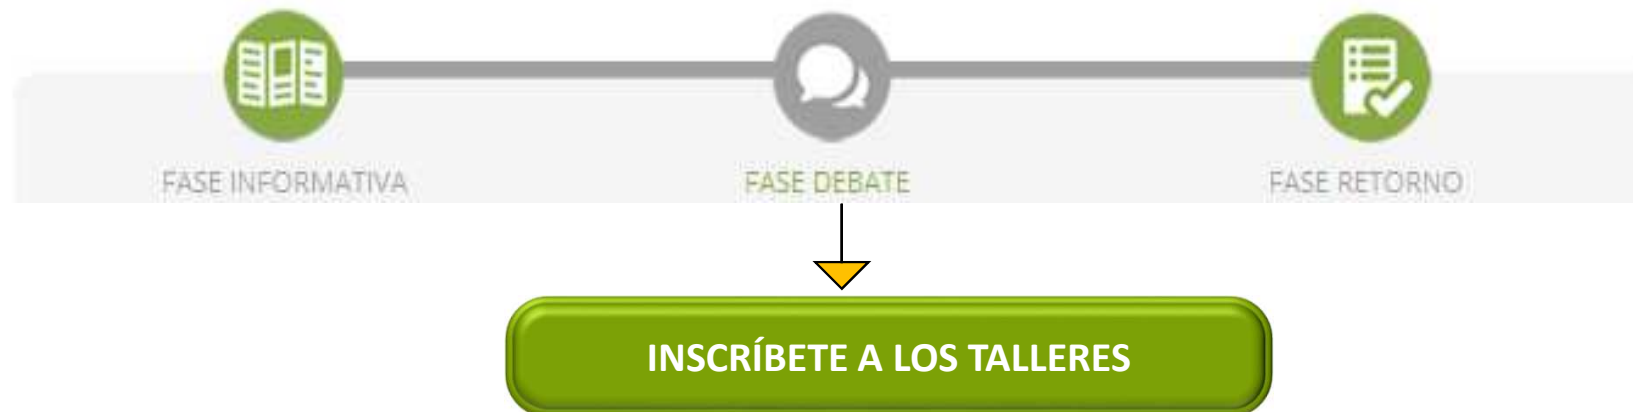 FASE INFORMATIVA
FASE DEBATE
FASE RETORNO
INSCRÍBETE A LOS TALLERES